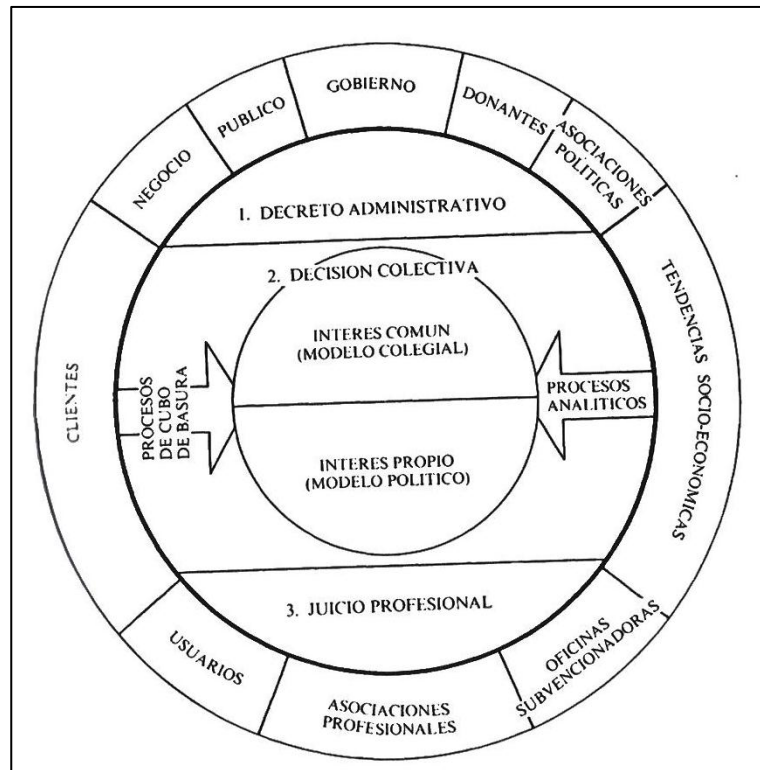 GOBIERNO
DONANTES
ASOCIACIONES
POLÍTICAS
TENDENCIAS SOCIO-ECONOMICAS
OFICINAS
SUBVENCIONADORAS
ASOCIACIONES
PROFESIONALES
USUARIOS
CLIENTES
NEGOCIO
PUBLICO
1. DECRETO ADMINISTRATIVO
2. DECISION COLECTIVA
INTERES COMUN
(MODELO COLEGIAL)
PROCESOS
DE CUBO
DE BASURA
PROCESOS
ANALITICOS
INTERES PROPIO
(MODELO POLITICO)
3. JUICIO PROFESIONAL